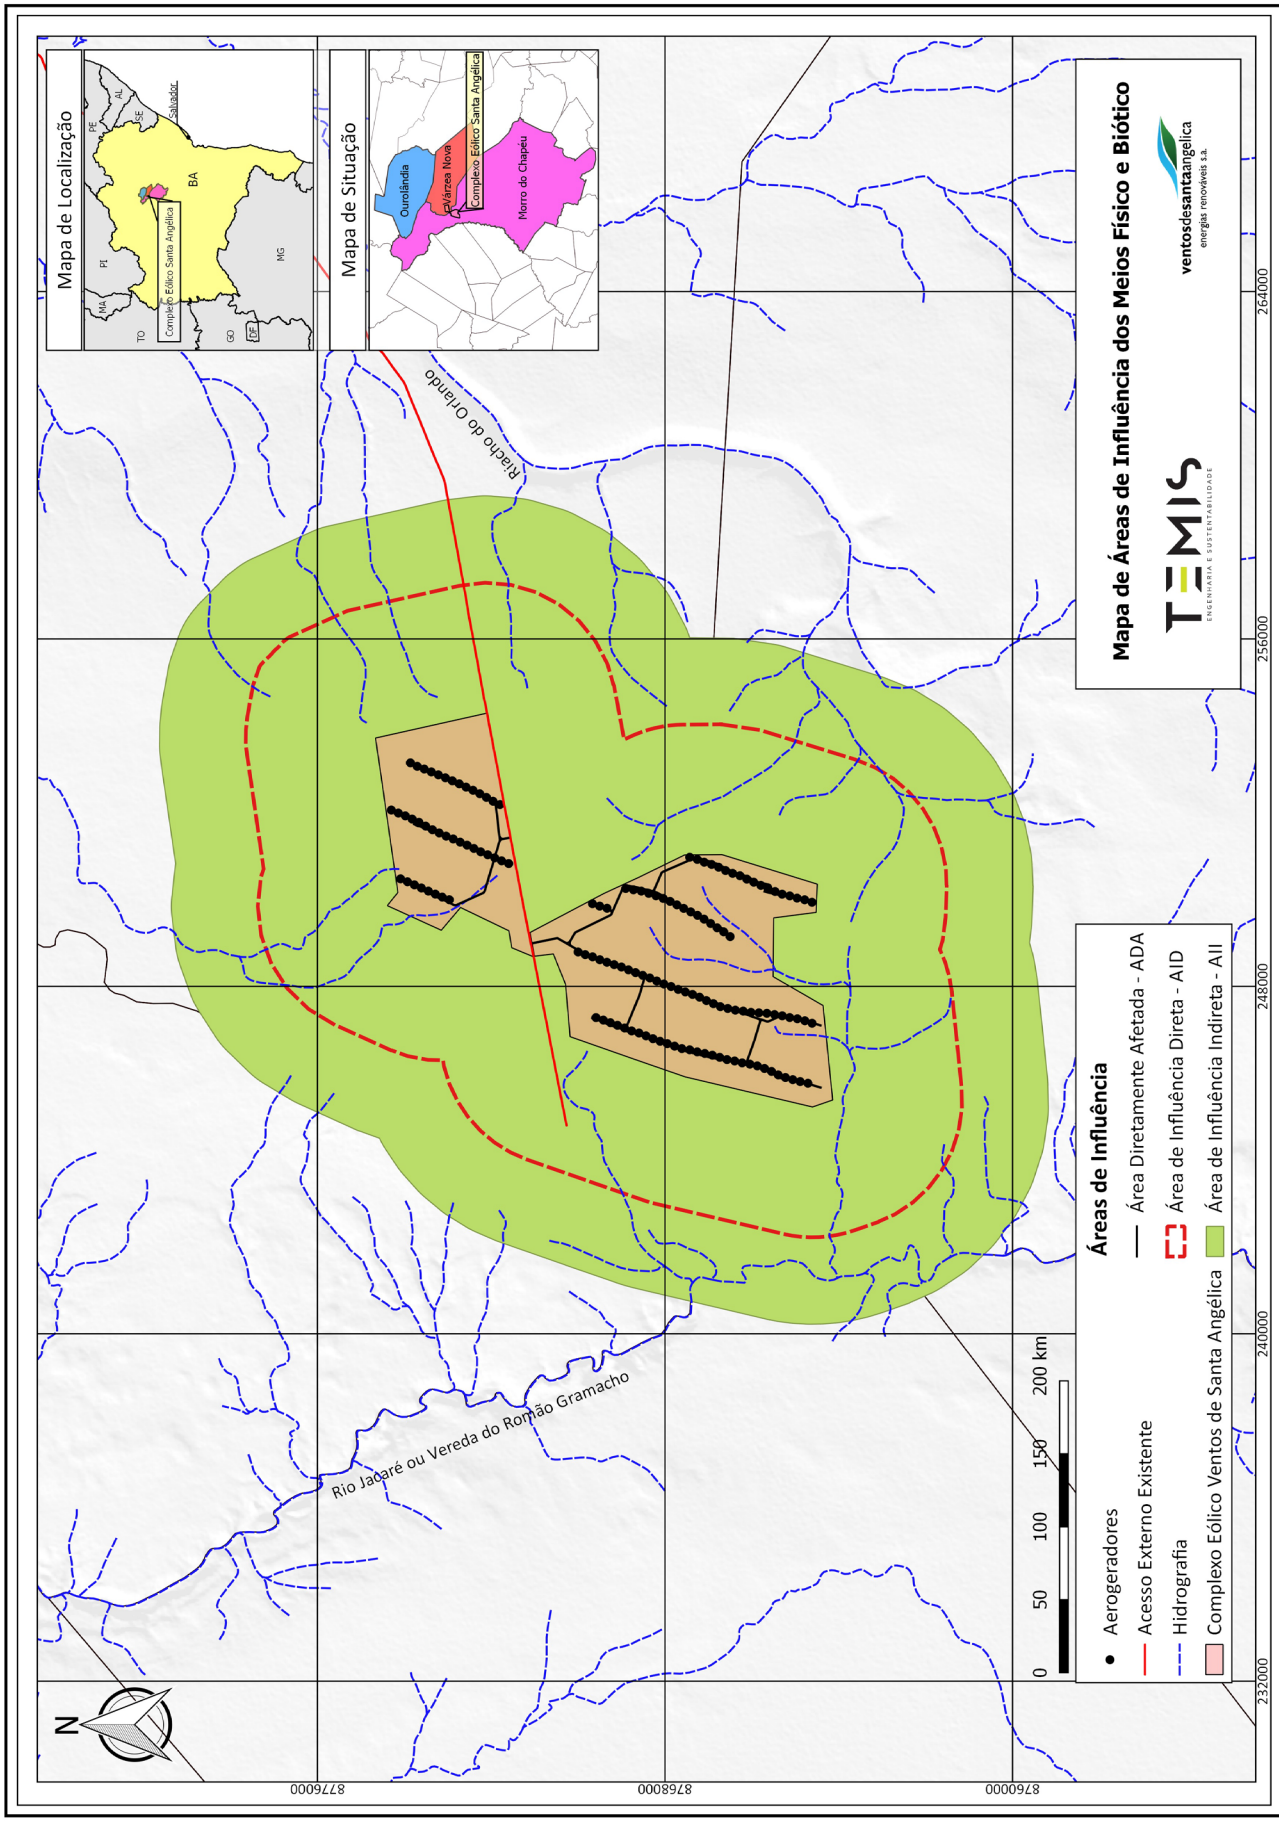 Mapa de Localização
PE
AL
SE
Salvador
PI
MA
BA
TO
Complexo Eólico Santa Angélica
MG
GO
DF
Mapa de Situação
Ourolândia
Várzea Nova
Complexo Eólico Santa Angélica
Morro do Chapéu
N
Riacho do Orlando
Rio Jacaré ou Vereda do Romão Gramacho
8776000
8768000
8760000
232000
240000
248000
256000
264000
0 50 100 150 200 km
Áreas de Influência
Aerogeradores
Acesso Externo Existente
Hidrografia
Complexo Eólico Ventos de Santa Angélica
Área Diretamente Afetada - ADA
Área de Influência Direta - AID
Área de Influência Indireta - AII
Mapa de Áreas de Influência dos Meios Físico e Biótico
TEMIS
ENGENHARIA E SUSTENTABILIDADE
ventosdesantaangelica
energias renováveis s.a.